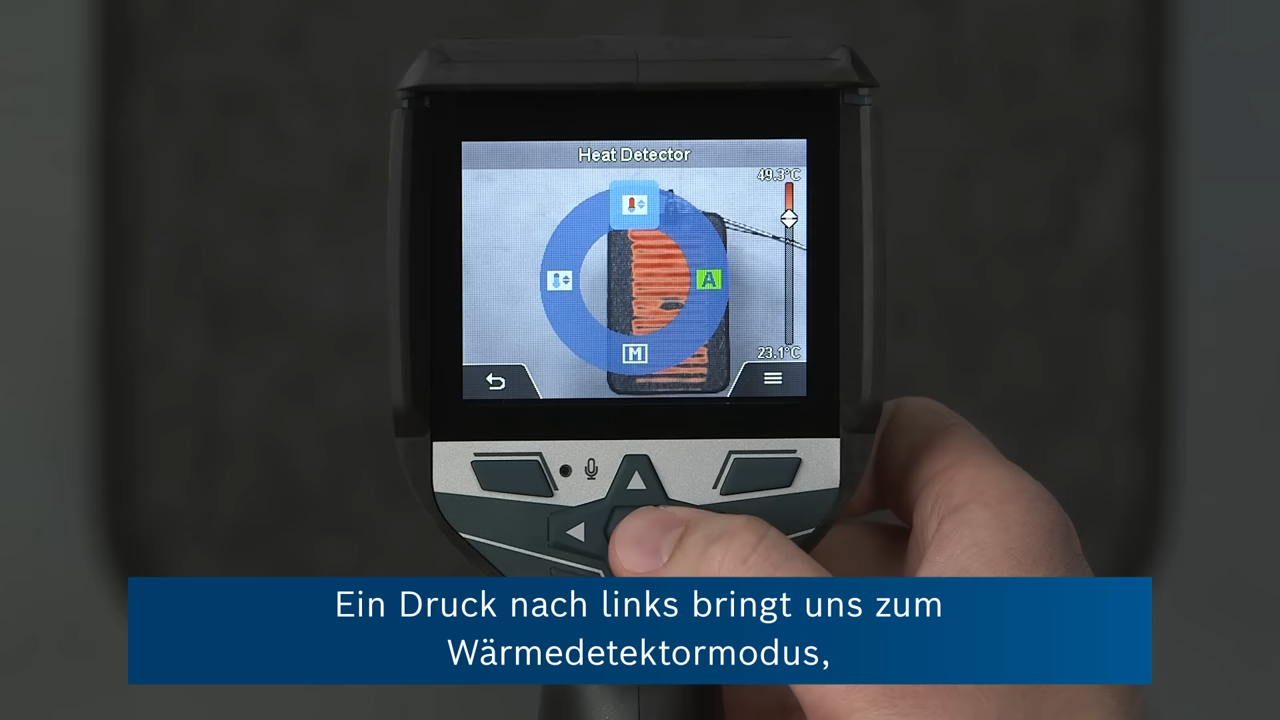 Heat Detector
49.3°C
A
M
23.1°C
Ein Druck nach links bringt uns zum
Wärmedetektormodus,